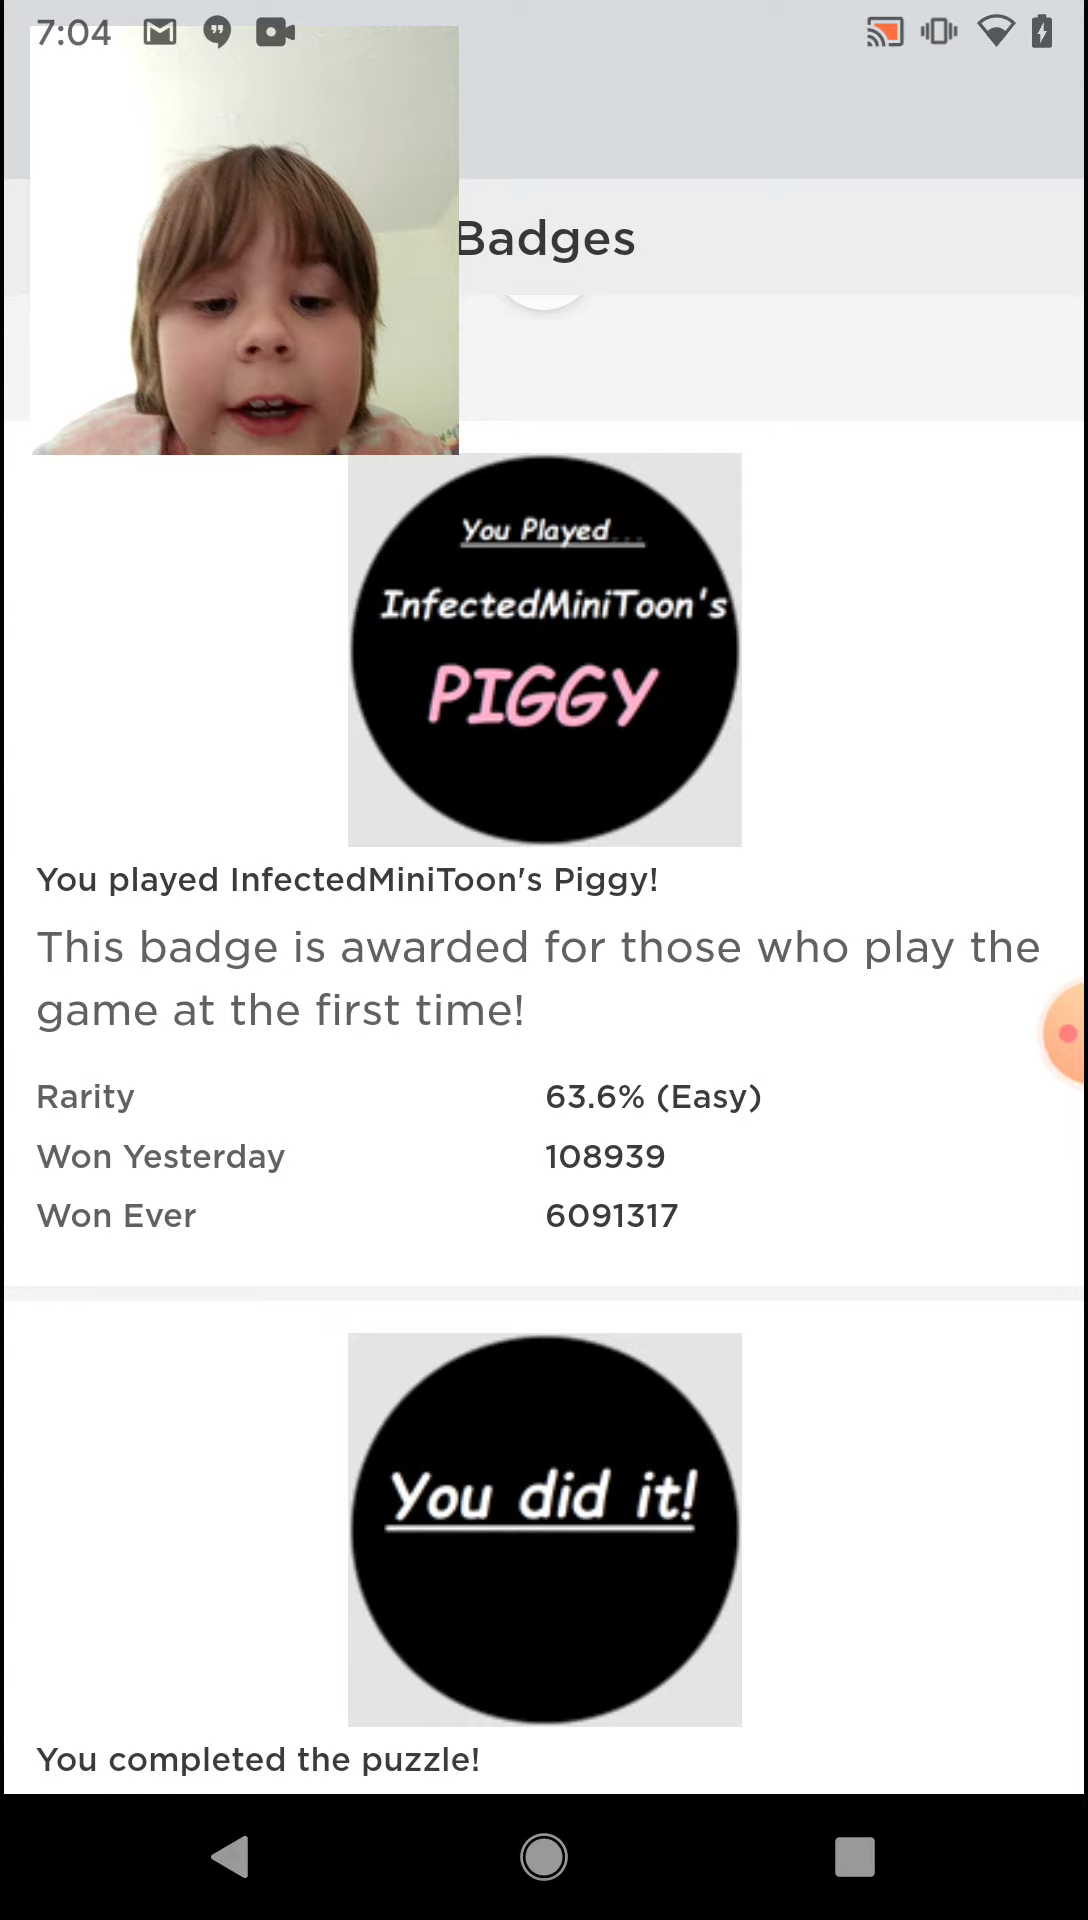 7:04
Badges
You Played...
InfectedMiniToon's
PIGGY
You played InfectedMiniToon's Piggy!
This badge is awarded for those who play the
game at the first time!
Rarity 63.6% (Easy)
Won Yesterday 108939
Won Ever 6091317
You did it!
You completed the puzzle!